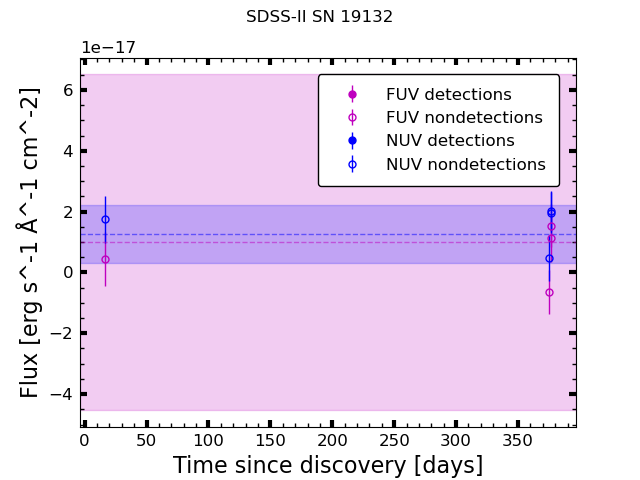 SDSS-II SN 19132
1e−17
FUV detections
FUV nondetections
NUV detections
NUV nondetections
6
4
2
0
−2
−4
Flux [erg s^-1 Å^-1 cm^-2]
0 50 100 150 200 250 300 350
Time since discovery [days]